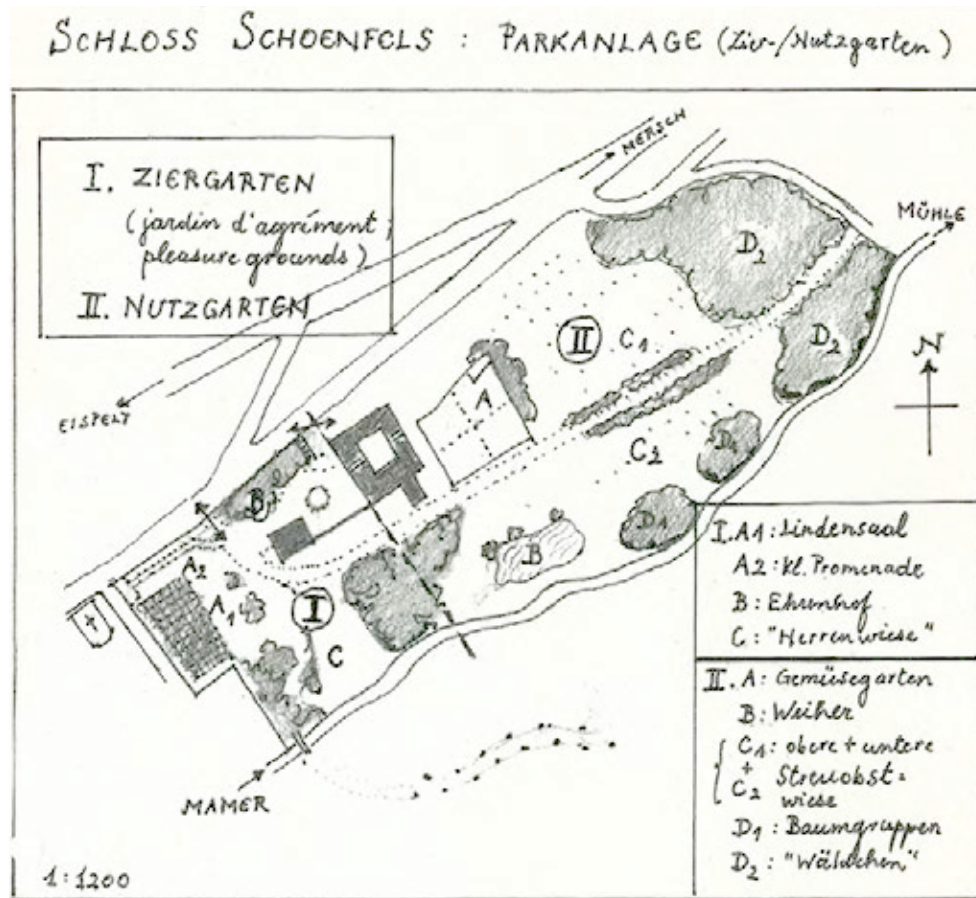 SCHLOSS SCHOENFELS : PARKANLAGE (Zier-/Nutzgarten)
I. ZIERGARTEN
(jardin d'agrément;
pleasure grounds)
II. NUTZGARTEN
MERSCH
MÜHLE
D2
D2
II
C1
A
N
EISPELT
C2
D1
B
D1
B
A2
A1
I
C
MAMER
I. A1: Lindensaal
A2: kl. Promenade
B: Ehrenhof
C: "Herrenwiese"
II. A: Gemüsegarten
B: Weiher
C1: obere + untere
+
C2 Streuobst=
wiese
D1: Baumgruppen
D2: "Wäldchen"
1:1200